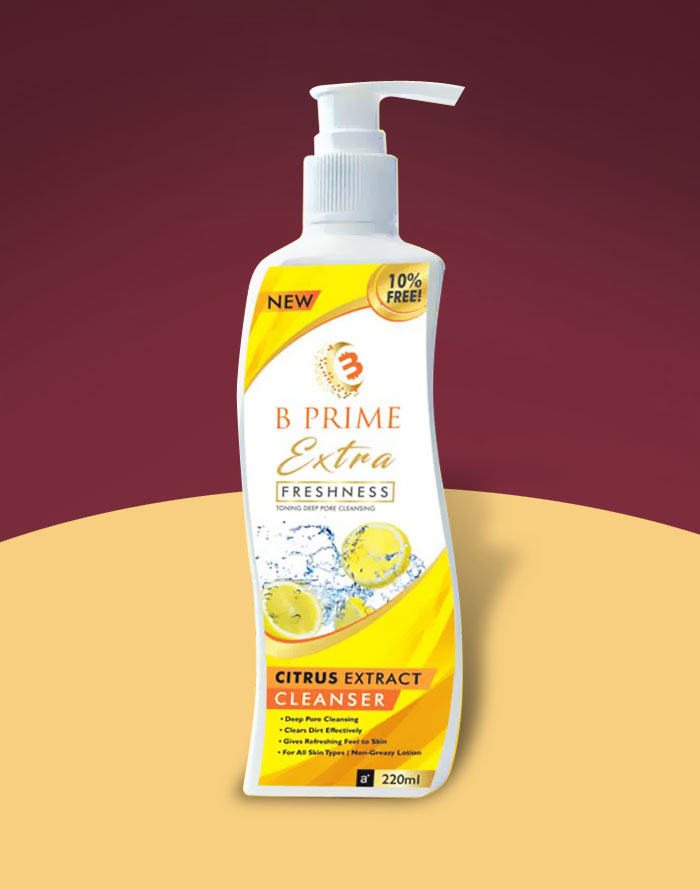 NEW
10%
FREE!
B PRIME
Extra
FRESHNESS
TONING DEEP PORE CLEANSING
CITRUS EXTRACT
CLEANSER
• Deep Pore Cleansing
• Clears Dirt Effectively
• Gives Refreshing Feel to Skin
• For All Skin Types | Non-Greasy Lotion
a+ 220ml